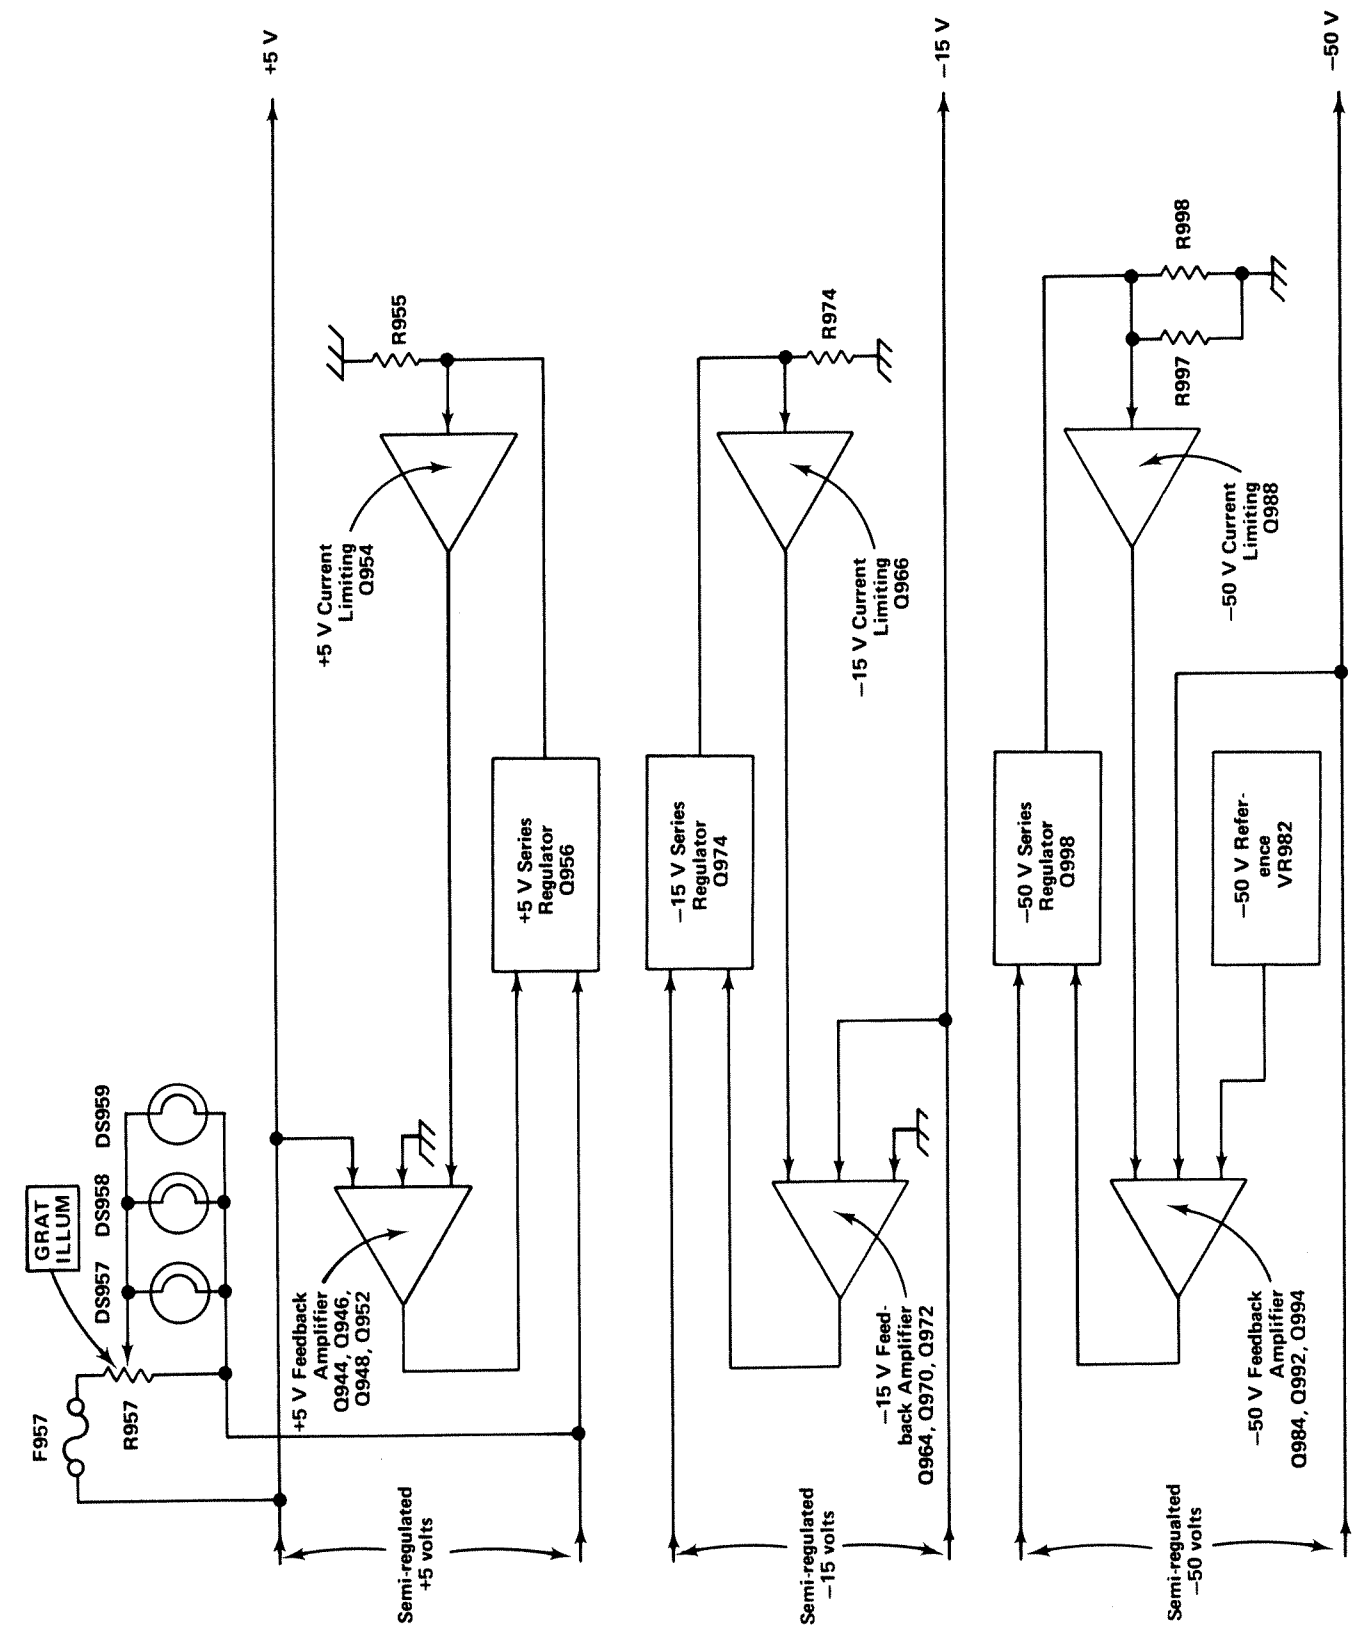 F957
R957
GRAT
ILLUM
DS957
DS958
DS959
+5 V
Semi-regulated
+5 volts
+5 V Feedback
Amplifier
Q944, Q946,
Q948, Q952
+5 V Series
Regulator
Q956
+5 V Current
Limiting
Q954
R955
Semi-regulated
−15 volts
−15 V Feed-
back Amplifier
Q964, Q970, Q972
−15 V Series
Regulator
Q974
−15 V Current
Limiting
Q966
R974
−15 V
Semi-regualted
−50 volts
−50 V Feedback
Amplifier
Q984, Q992, Q994
−50 V Series
Regulator
Q998
−50 V Refer-
ence
VR982
−50 V Current
Limiting
Q988
R997
R998
−50 V